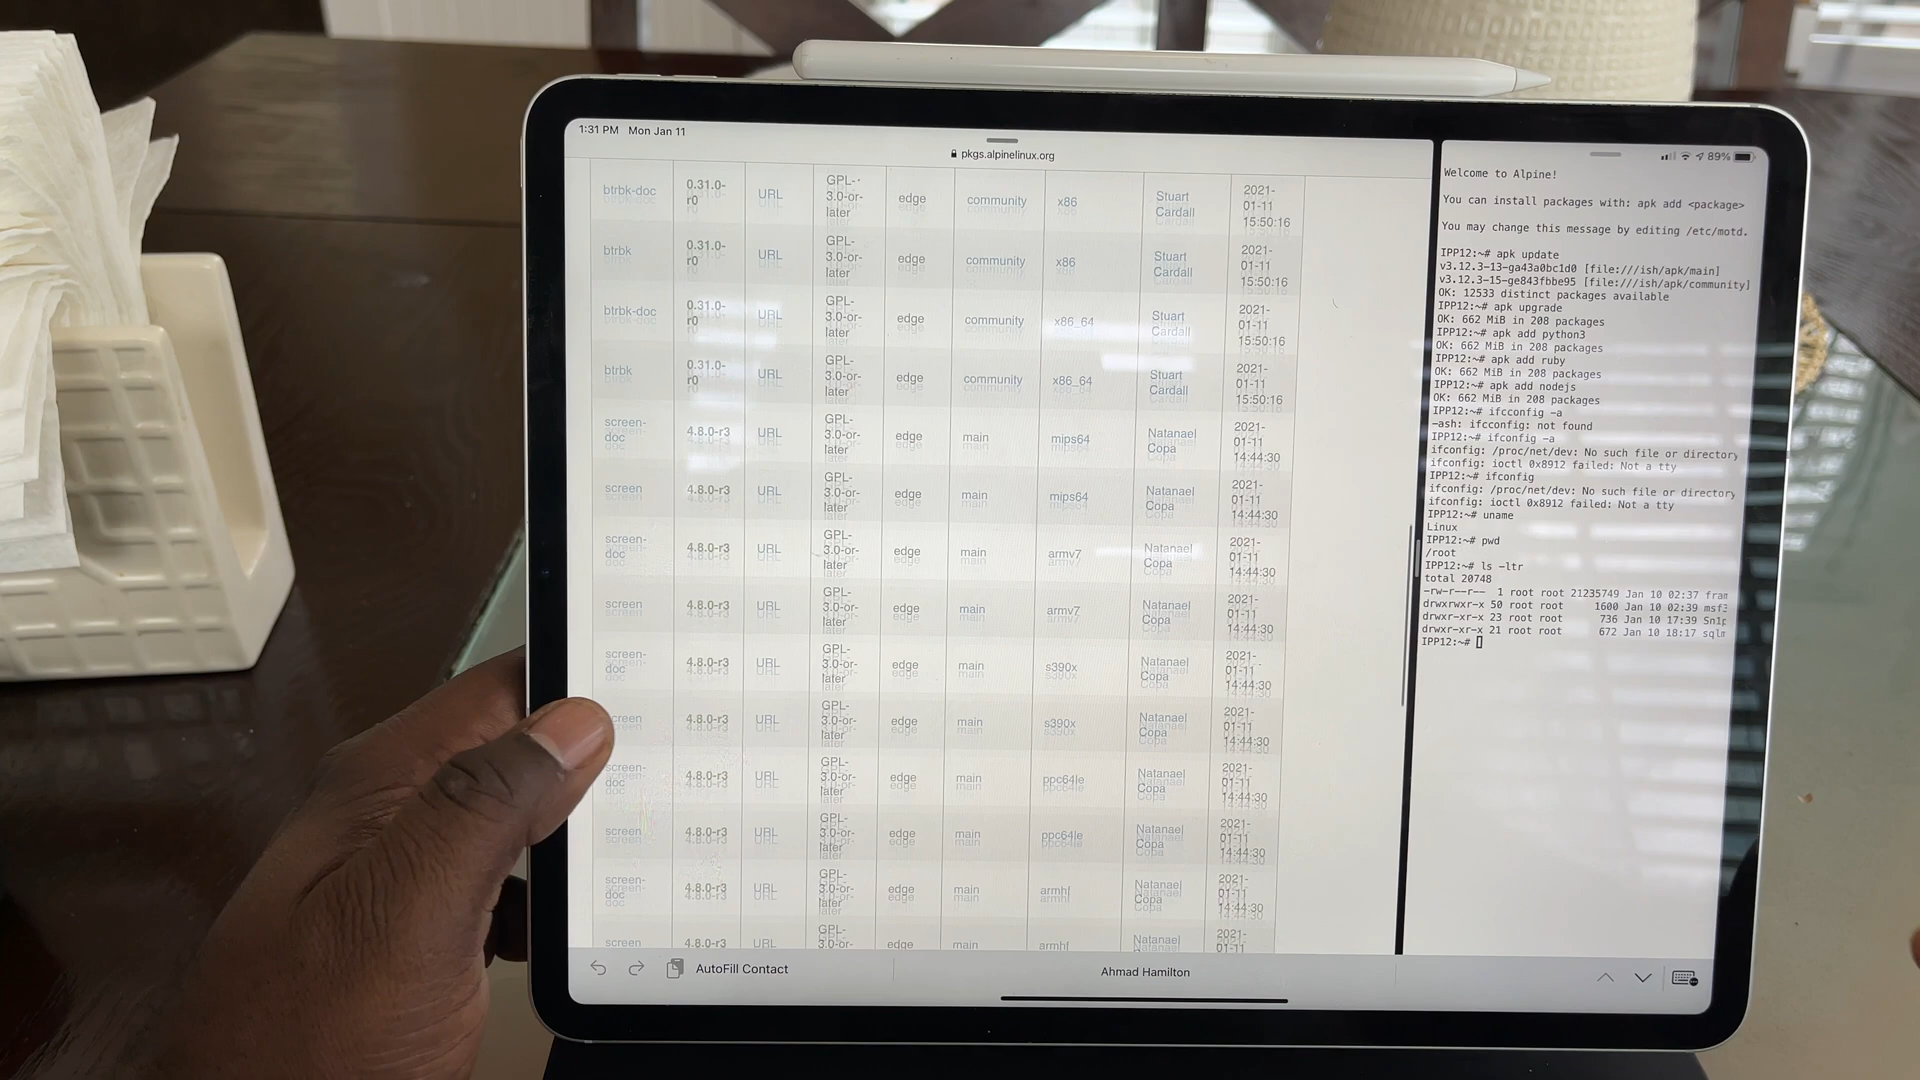 1:31 PM Mon Jan 11
pkgs.alpinelinux.org
btrbk-doc 0.31.0-r0 URL GPL-3.0-or-later edge community x86 Stuart Cardall 2021-01-11 15:50:16
btrbk 0.31.0-r0 URL GPL-3.0-or-later edge community x86 Stuart Cardall 2021-01-11 15:50:16
btrbk-doc 0.31.0-r0 URL GPL-3.0-or-later edge community x86_64 Stuart Cardall 2021-01-11 15:50:16
btrbk 0.31.0-r0 URL GPL-3.0-or-later edge community x86_64 Stuart Cardall 2021-01-11 15:50:16
screen-doc 4.8.0-r3 URL GPL-3.0-or-later edge main mips64 Natanael Copa 2021-01-11 14:44:30
screen 4.8.0-r3 URL GPL-3.0-or-later edge main mips64 Natanael Copa 2021-01-11 14:44:30
screen-doc 4.8.0-r3 URL GPL-3.0-or-later edge main armv7 Natanael Copa 2021-01-11 14:44:30
screen 4.8.0-r3 URL GPL-3.0-or-later edge main armv7 Natanael Copa 2021-01-11 14:44:30
screen-doc 4.8.0-r3 URL GPL-3.0-or-later edge main s390x Natanael Copa 2021-01-11 14:44:30
screen 4.8.0-r3 URL GPL-3.0-or-later edge main s390x Natanael Copa 2021-01-11 14:44:30
screen-doc 4.8.0-r3 URL GPL-3.0-or-later edge main ppc64le Natanael Copa 2021-01-11 14:44:30
screen 4.8.0-r3 URL GPL-3.0-or-later edge main ppc64le Natanael Copa 2021-01-11 14:44:30
screen-doc 4.8.0-r3 URL GPL-3.0-or-later edge main armhf Natanael Copa 2021-01-11 14:44:30
screen 4.8.0-r3 URL GPL-3.0-or- edge main armhf Natanael 2021-01-11
AutoFill Contact
Ahmad Hamilton
89%
Welcome to Alpine!
You can install packages with: apk add <package>
You may change this message by editing /etc/motd.
IPP12:~# apk update
v3.12.3-13-ga43a0bc1d0 [file:///ish/apk/main]
v3.12.3-15-ge843fbbe95 [file:///ish/apk/community]
OK: 12533 distinct packages available
IPP12:~# apk upgrade
OK: 662 MiB in 208 packages
IPP12:~# apk add python3
OK: 662 MiB in 208 packages
IPP12:~# apk add ruby
OK: 662 MiB in 208 packages
IPP12:~# apk add nodejs
OK: 662 MiB in 208 packages
IPP12:~# ifcconfig -a
-ash: ifcconfig: not found
IPP12:~# ifconfig -a
ifconfig: /proc/net/dev: No such file or directory
ifconfig: ioctl 0x8912 failed: Not a tty
IPP12:~# ifconfig
ifconfig: /proc/net/dev: No such file or directory
ifconfig: ioctl 0x8912 failed: Not a tty
IPP12:~# uname
Linux
IPP12:~# pwd
/root
IPP12:~# ls -ltr
total 20748
-rw-r--r-- 1 root root 21235749 Jan 10 02:37 fram
drwxrwxr-x 50 root root 1600 Jan 10 02:39 msf3
drwxr-xr-x 23 root root 736 Jan 10 17:39 Sn1p
drwxr-xr-x 21 root root 672 Jan 10 18:17 sqlm
IPP12:~#